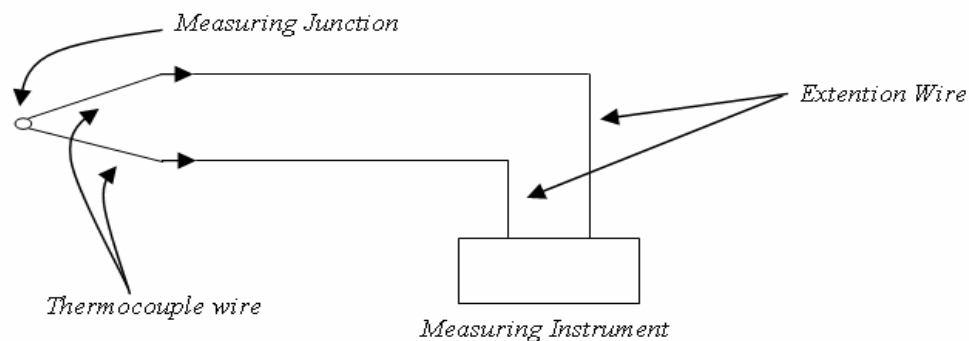 Measuring Junction
Extention Wire
Thermocouple wire
Measuring Instrument